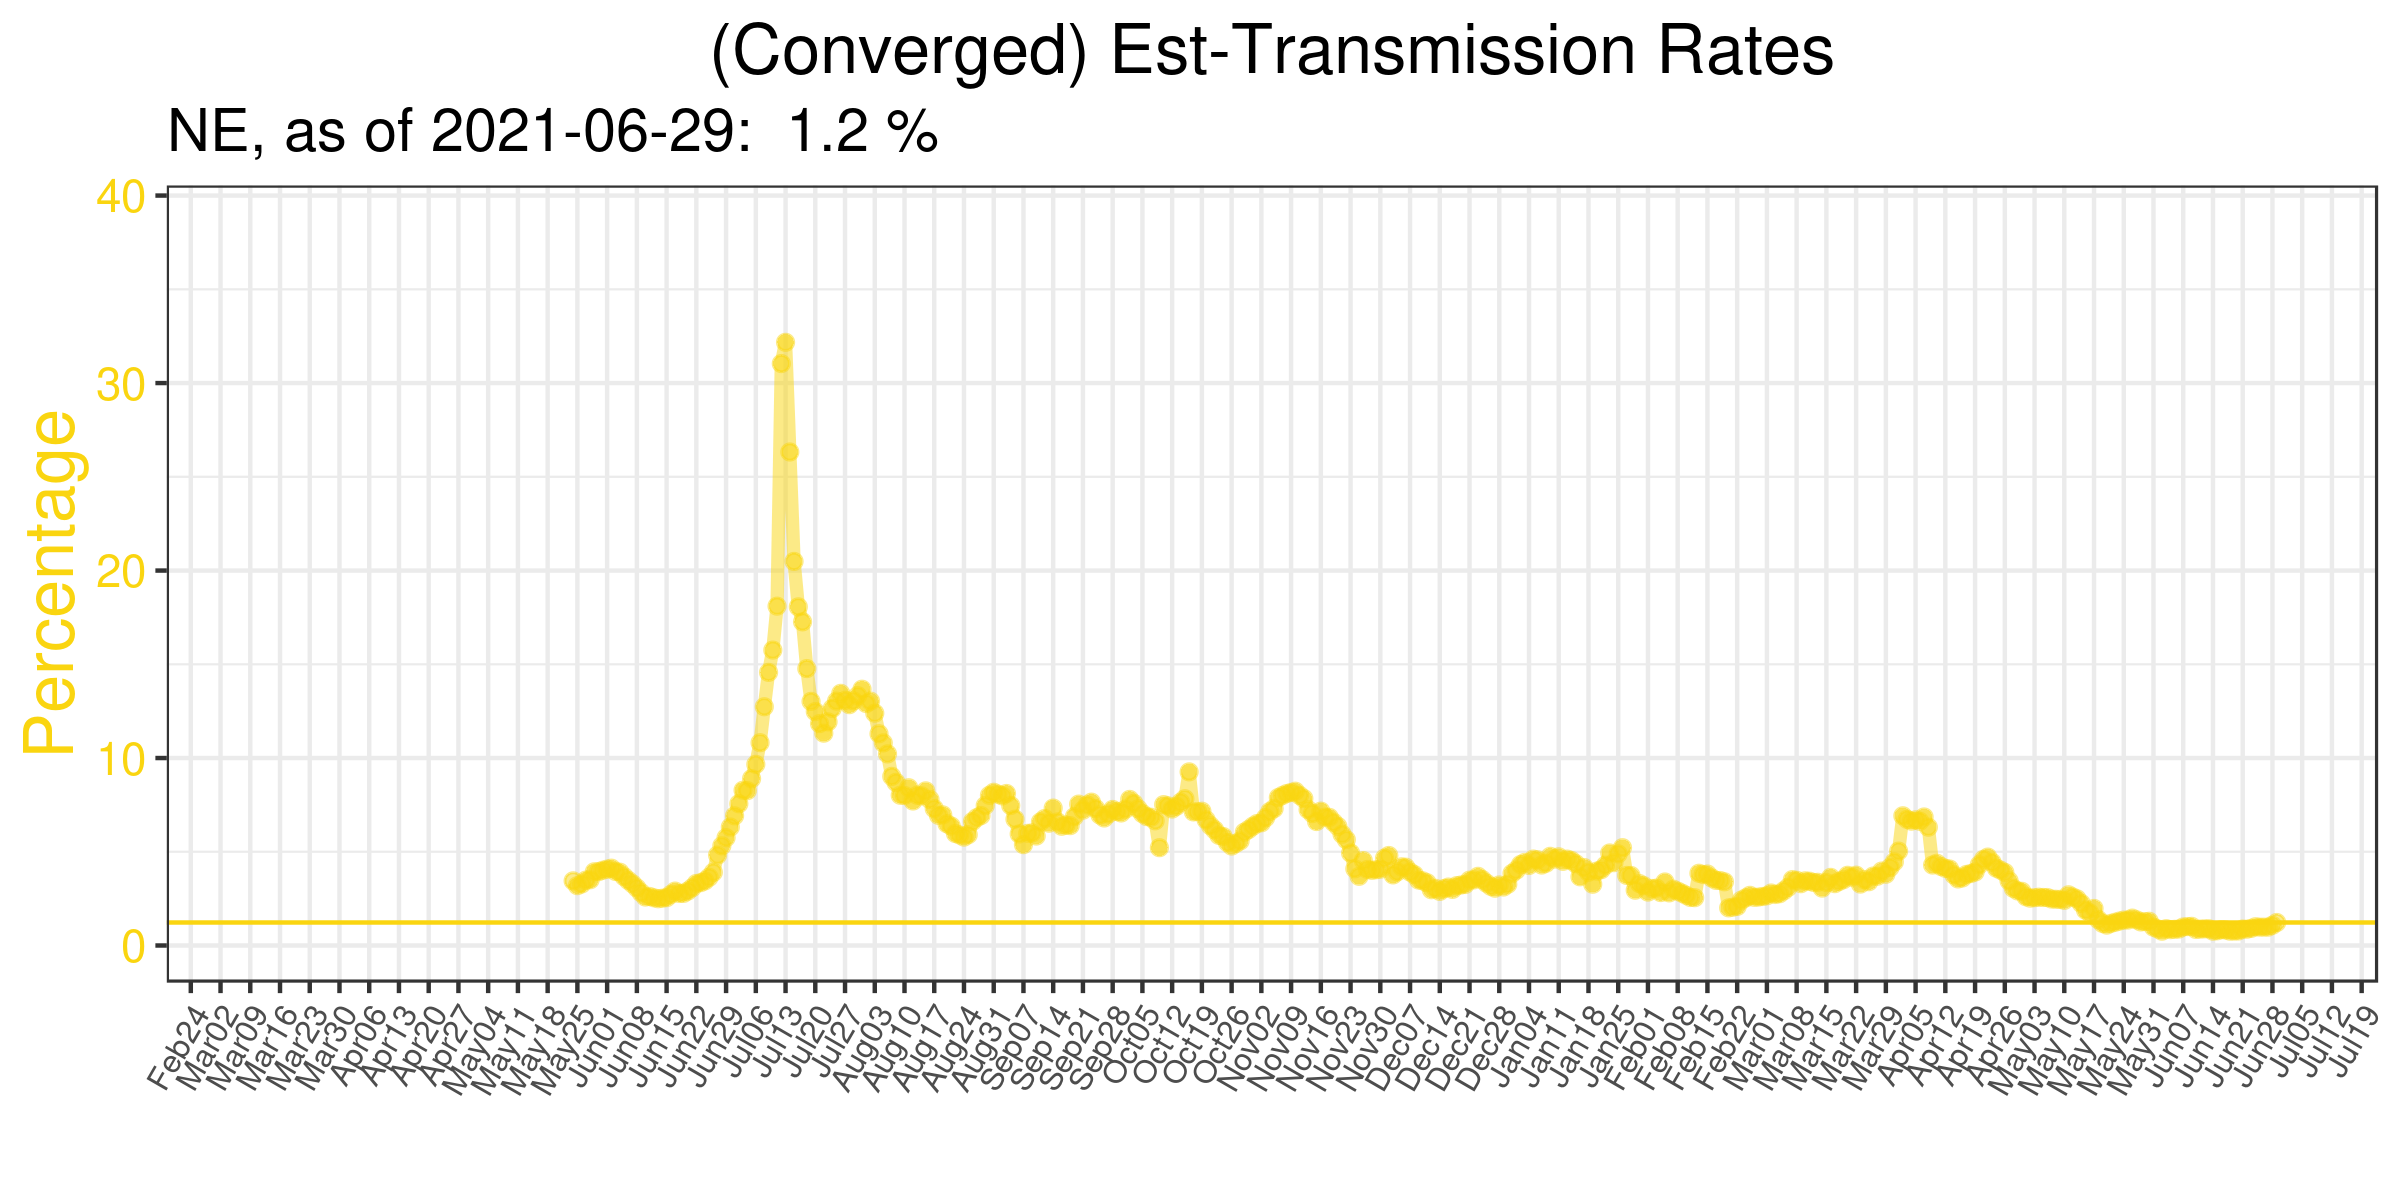 (Converged) Est-Transmission Rates
NE, as of 2021-06-29: 1.2 %
Percentage
40
30
20
10
0
Feb24
Mar02
Mar09
Mar16
Mar23
Mar30
Apr06
Apr13
Apr20
Apr27
May04
May11
May18
May25
Jun01
Jun08
Jun15
Jun22
Jun29
Jul06
Jul13
Jul20
Jul27
Aug03
Aug10
Aug17
Aug24
Aug31
Sep07
Sep14
Sep21
Sep28
Oct05
Oct12
Oct19
Oct26
Nov02
Nov09
Nov16
Nov23
Nov30
Dec07
Dec14
Dec21
Dec28
Jan04
Jan11
Jan18
Jan25
Feb01
Feb08
Feb15
Feb22
Mar01
Mar08
Mar15
Mar22
Mar29
Apr05
Apr12
Apr19
Apr26
May03
May10
May17
May24
May31
Jun07
Jun14
Jun21
Jun28
Jul05
Jul12
Jul19